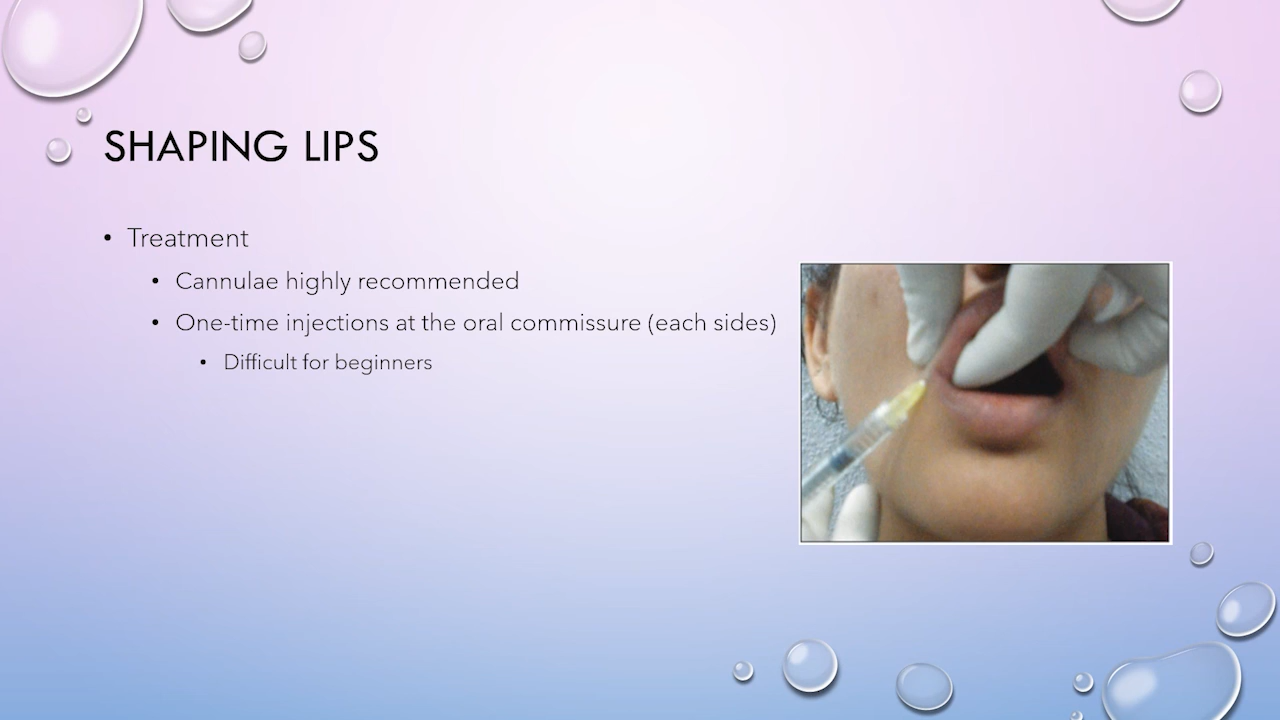 SHAPING LIPS
• Treatment
• Cannulae highly recommended
• One-time injections at the oral commissure (each sides)
• Difficult for beginners